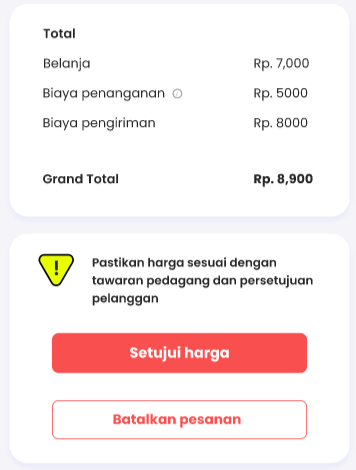 Total
Belanja Rp. 7,000
Biaya penanganan Rp. 5000
Biaya pengiriman Rp. 8000
Grand Total Rp. 8,900
Pastikan harga sesuai dengan
tawaran pedagang dan persetujuan
pelanggan
Setujui harga
Batalkan pesanan